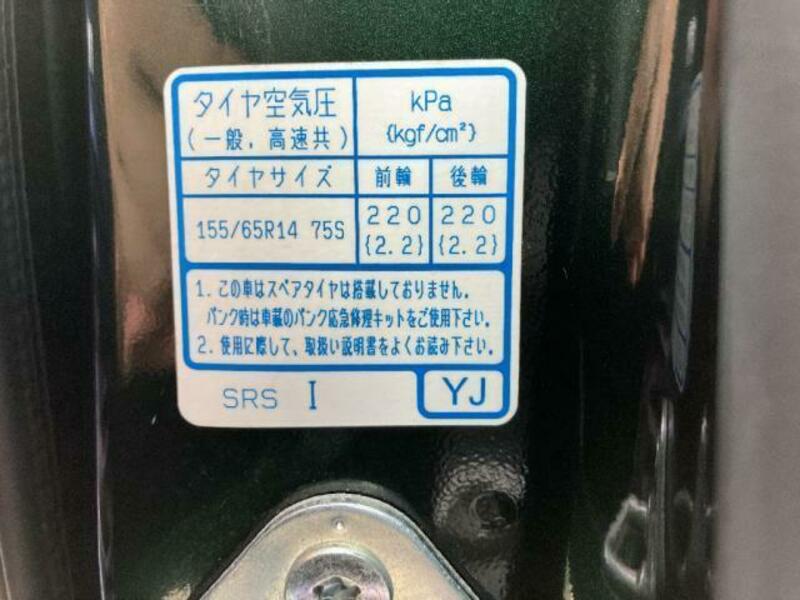 タイヤ空気圧 kPa
(一般,高速共) {kgf/cm²}
タイヤサイズ 前輪 後輪
155/65R14 75S 220 220
{2.2} {2.2}
1. この車はスペアタイヤは搭載しておりません.
パンク時は車載のパンク応急修理キットをご使用下さい.
2. 使用に際して、取扱い説明書をよくお読み下さい.
SRS I YJ